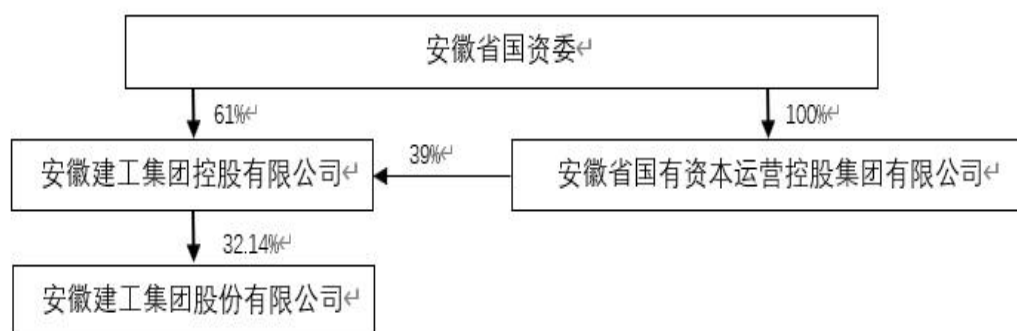 安徽省国资委↵
61%↵
100%↵
安徽建工集团控股有限公司↵
39%↵
安徽省国有资本运营控股集团有限公司↵
32.14%↵
安徽建工集团股份有限公司↵